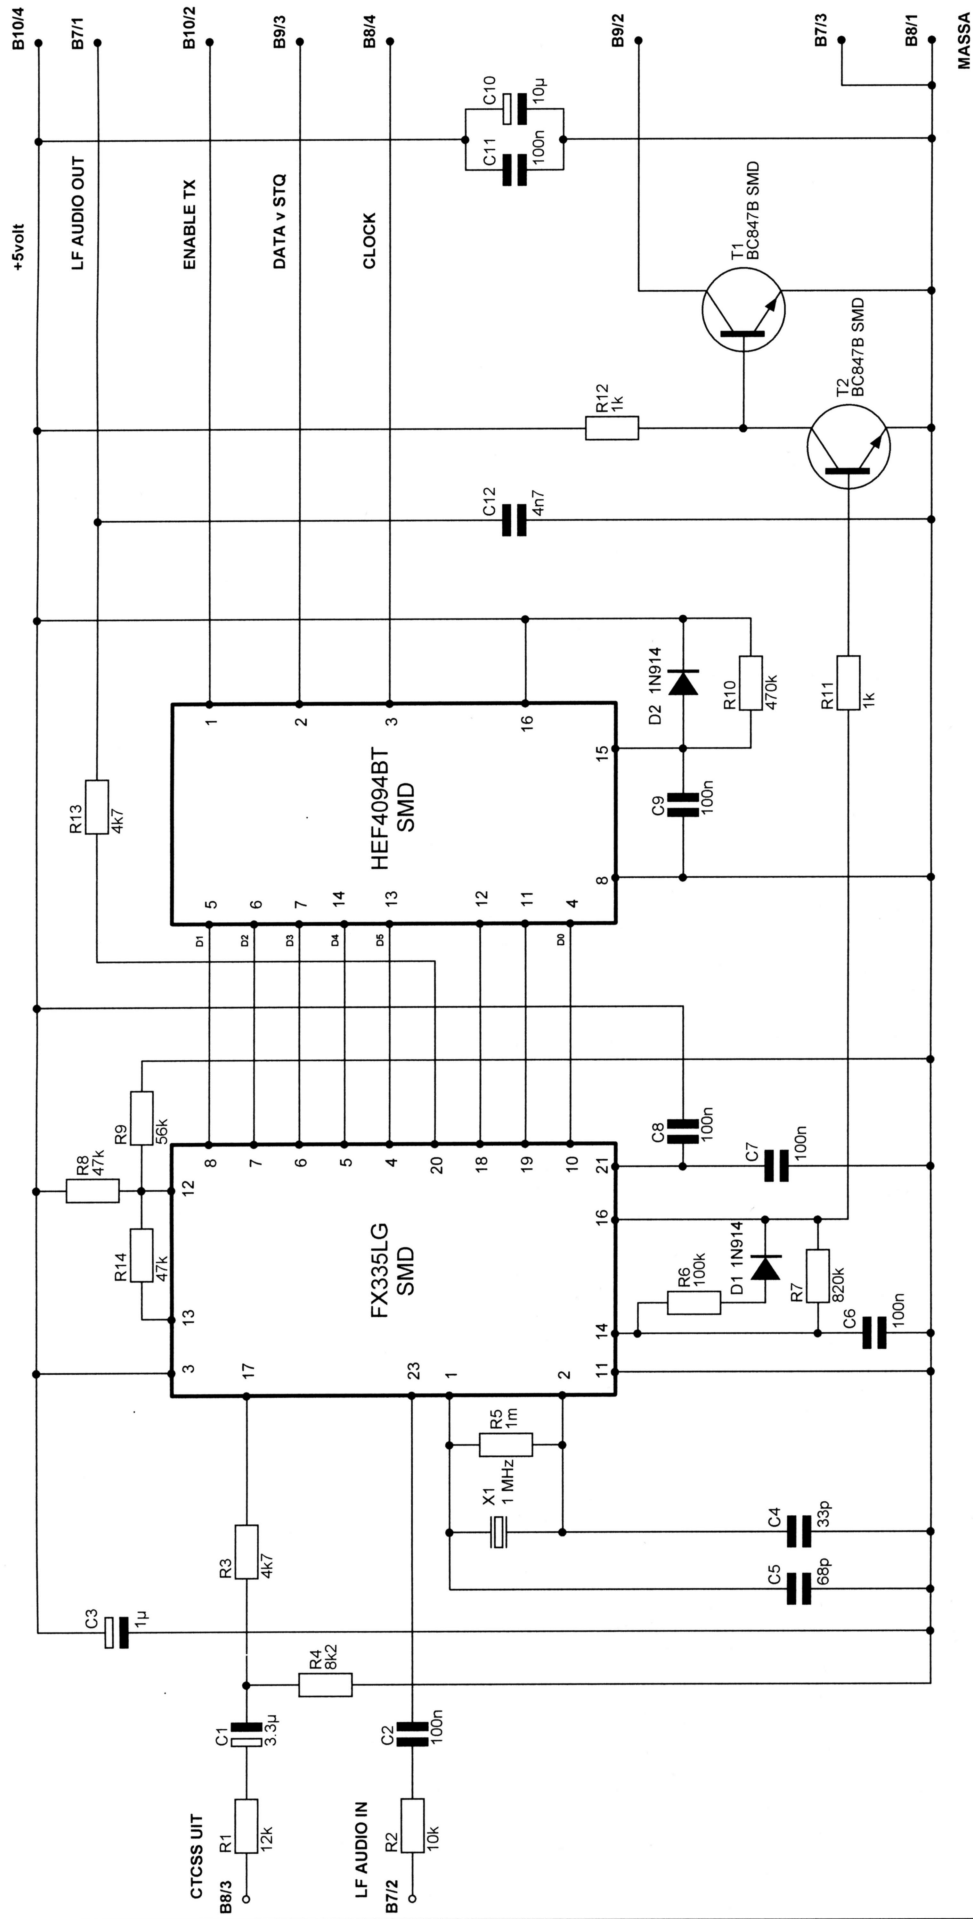 B10/4
B7/1
B10/2
B9/3
B8/4
B9/2
B7/3
B8/1
MASSA
+5volt
LF AUDIO OUT
ENABLE TX
DATA v STQ
CLOCK
C10
10µ
C11
100n
T1
BC847B SMD
T2
BC847B SMD
R12
1k
C12
4n7
R13
4k7
HEF4094BT
SMD
1
2
3
16
15
8
5
6
7
14
13
12
11
4
D1
D2
D3
D4
D5
D0
D2 1N914
R10
470k
C9
100n
R11
1k
R9
56k
R8
47k
R14
47k
FX335LG
SMD
8
7
6
5
4
20
18
19
10
21
16
14
11
12
13
3
17
23
1
2
C8
100n
C7
100n
R6
100k
D1 1N914
R7
820k
C6
100n
R5
1m
X1
1 MHz
C4
33p
C5
68p
R3
4k7
C3
1µ
R4
8k2
C1
3.3µ
C2
100n
CTCSS UIT
B8/3
R1
12k
LF AUDIO IN
B7/2
R2
10k